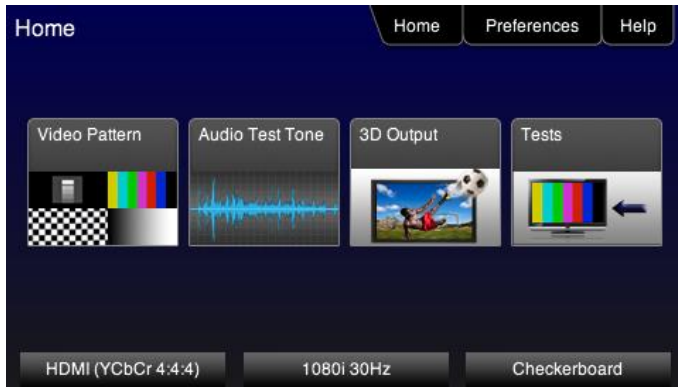 Home
Home
Preferences
Help
Video Pattern
Audio Test Tone
3D Output
Tests
HDMI (YCbCr 4:4:4)
1080i 30Hz
Checkerboard